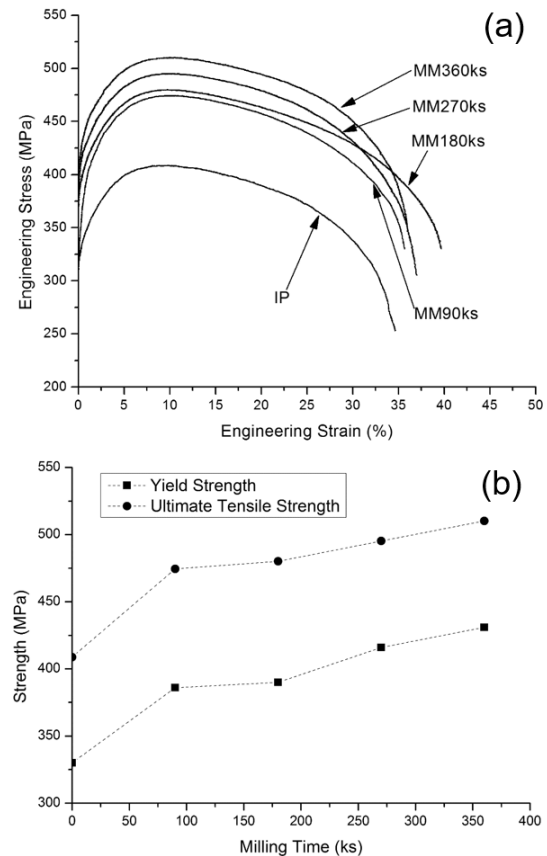 (a)
550
500
450
400
350
300
250
200
Engineering Stress (MPa)
MM360ks
MM270ks
MM180ks
MM90ks
IP
0 5 10 15 20 25 30 35 40 45 50
Engineering Strain (%)
(b)
550
500
450
400
350
300
Strength (MPa)
Yield Strength
Ultimate Tensile Strength
0 50 100 150 200 250 300 350 400
Milling Time (ks)